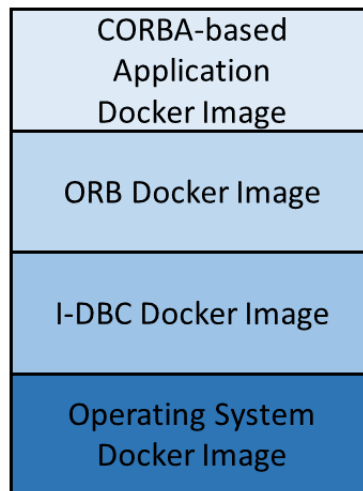 CORBA-based
Application
Docker Image
ORB Docker Image
I-DBC Docker Image
Operating System
Docker Image